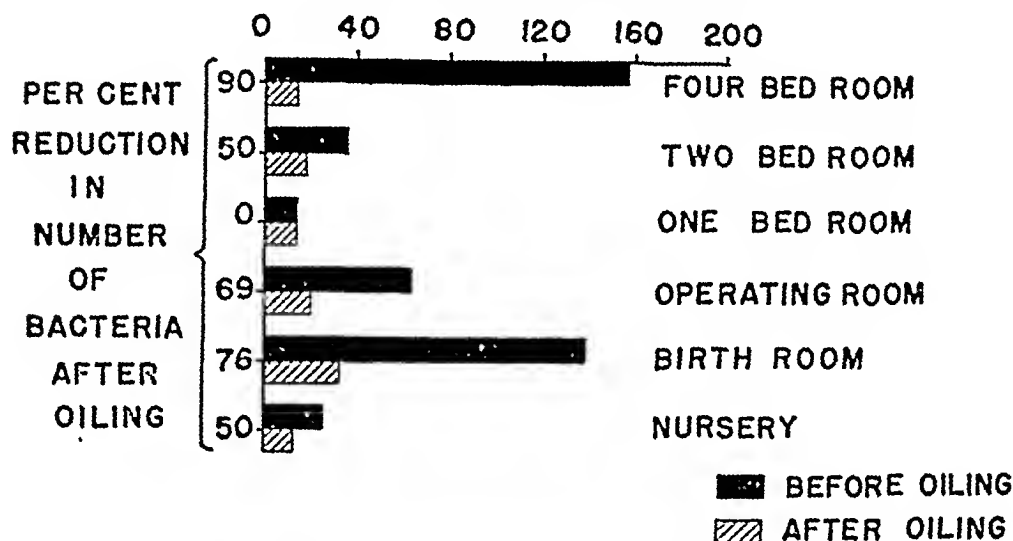 0 40 80 120 160 200
PER CENT
REDUCTION
IN
NUMBER
OF
BACTERIA
AFTER
OILING
90 FOUR BED ROOM
50 TWO BED ROOM
0 ONE BED ROOM
69 OPERATING ROOM
76 BIRTH ROOM
50 NURSERY
BEFORE OILING
AFTER OILING